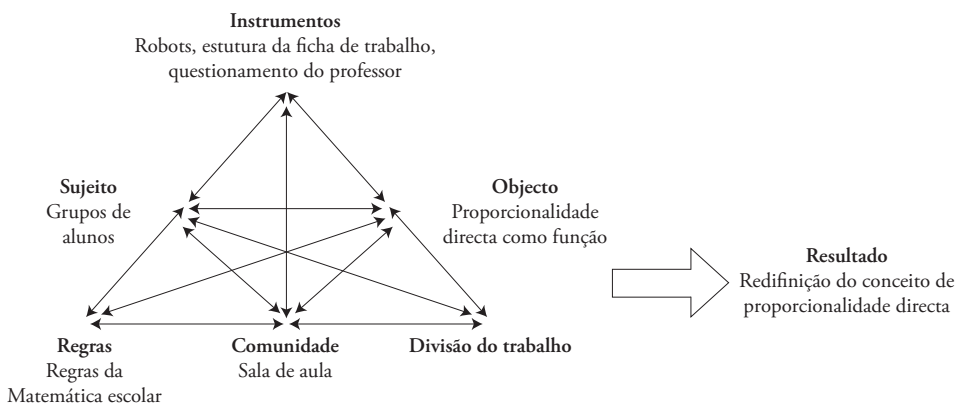 Instrumentos
Robots, estutura da ficha de trabalho,
questionamento do professor
Sujeito
Grupos de
alunos
Objecto
Proporcionalidade
directa como função
Resultado
Redifinição do conceito de
proporcionalidade directa
Regras
Regras da
Matemática escolar
Comunidade
Sala de aula
Divisão do trabalho